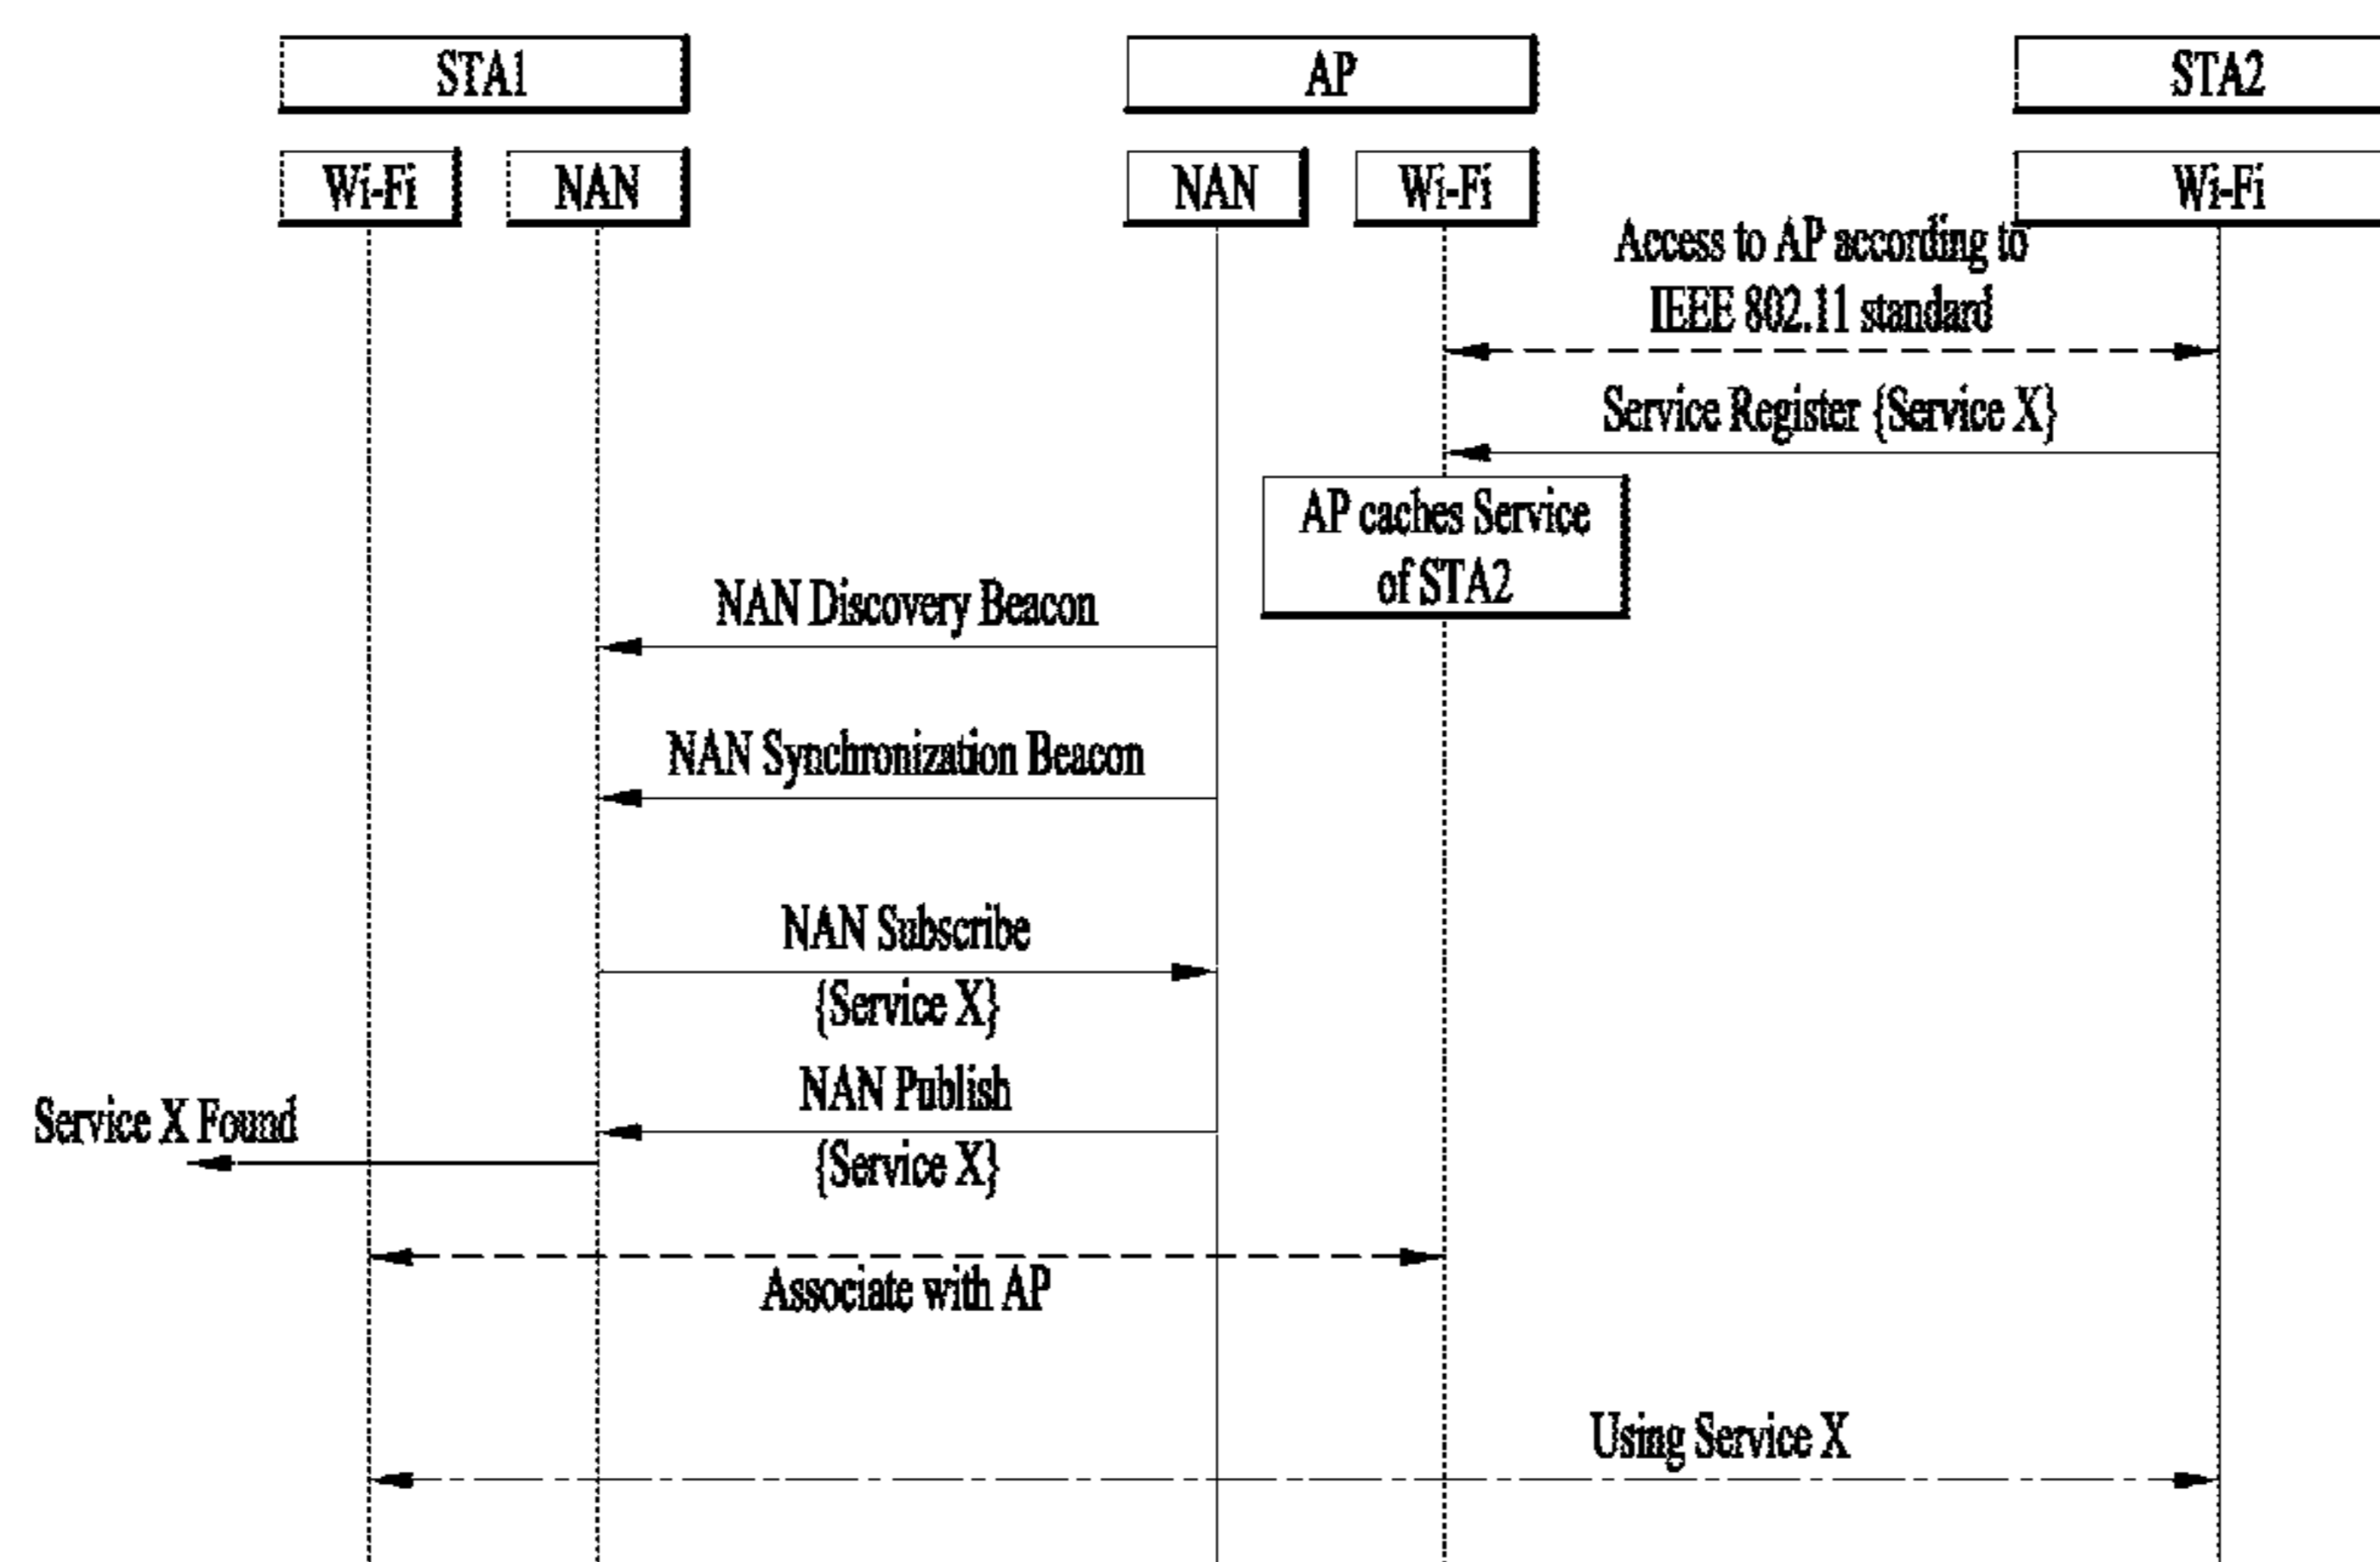 STA1
AP
STA2
Wi-Fi
NAN
NAN
Wi-Fi
Wi-Fi
Access to AP according to
IEEE 802.11 standard
Service Register {Service X}
AP caches Service
of STA2
NAN Discovery Beacon
NAN Synchronization Beacon
NAN Subscribe
{Service X}
NAN Publish
{Service X}
Service X Found
Associate with AP
Using Service X